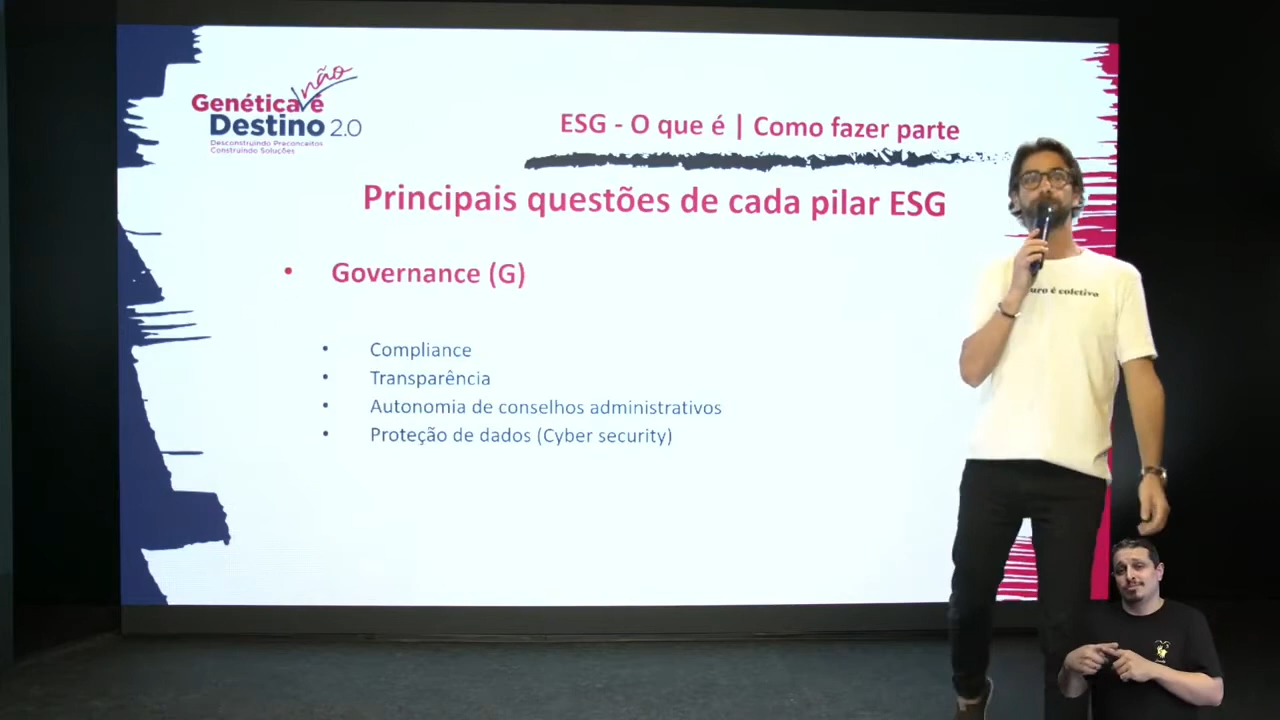 não
Genética é
Destino 2.0
Desconstruindo Preconceitos
Construindo Soluções
ESG - O que é | Como fazer parte
Principais questões de cada pilar ESG
• Governance (G)
• Compliance
• Transparência
• Autonomia de conselhos administrativos
• Proteção de dados (Cyber security)
é coletivo